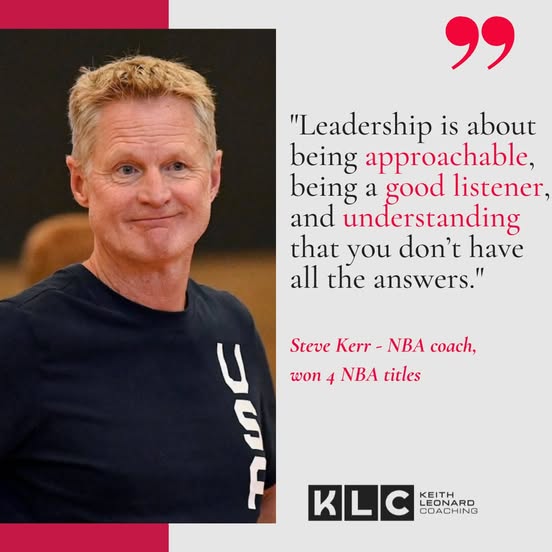 "Leadership is about
being approachable,
being a good listener,
and understanding
that you don’t have
all the answers."
Steve Kerr - NBA coach,
won 4 NBA titles
USA
KLC KEITH
LEONARD
COACHING